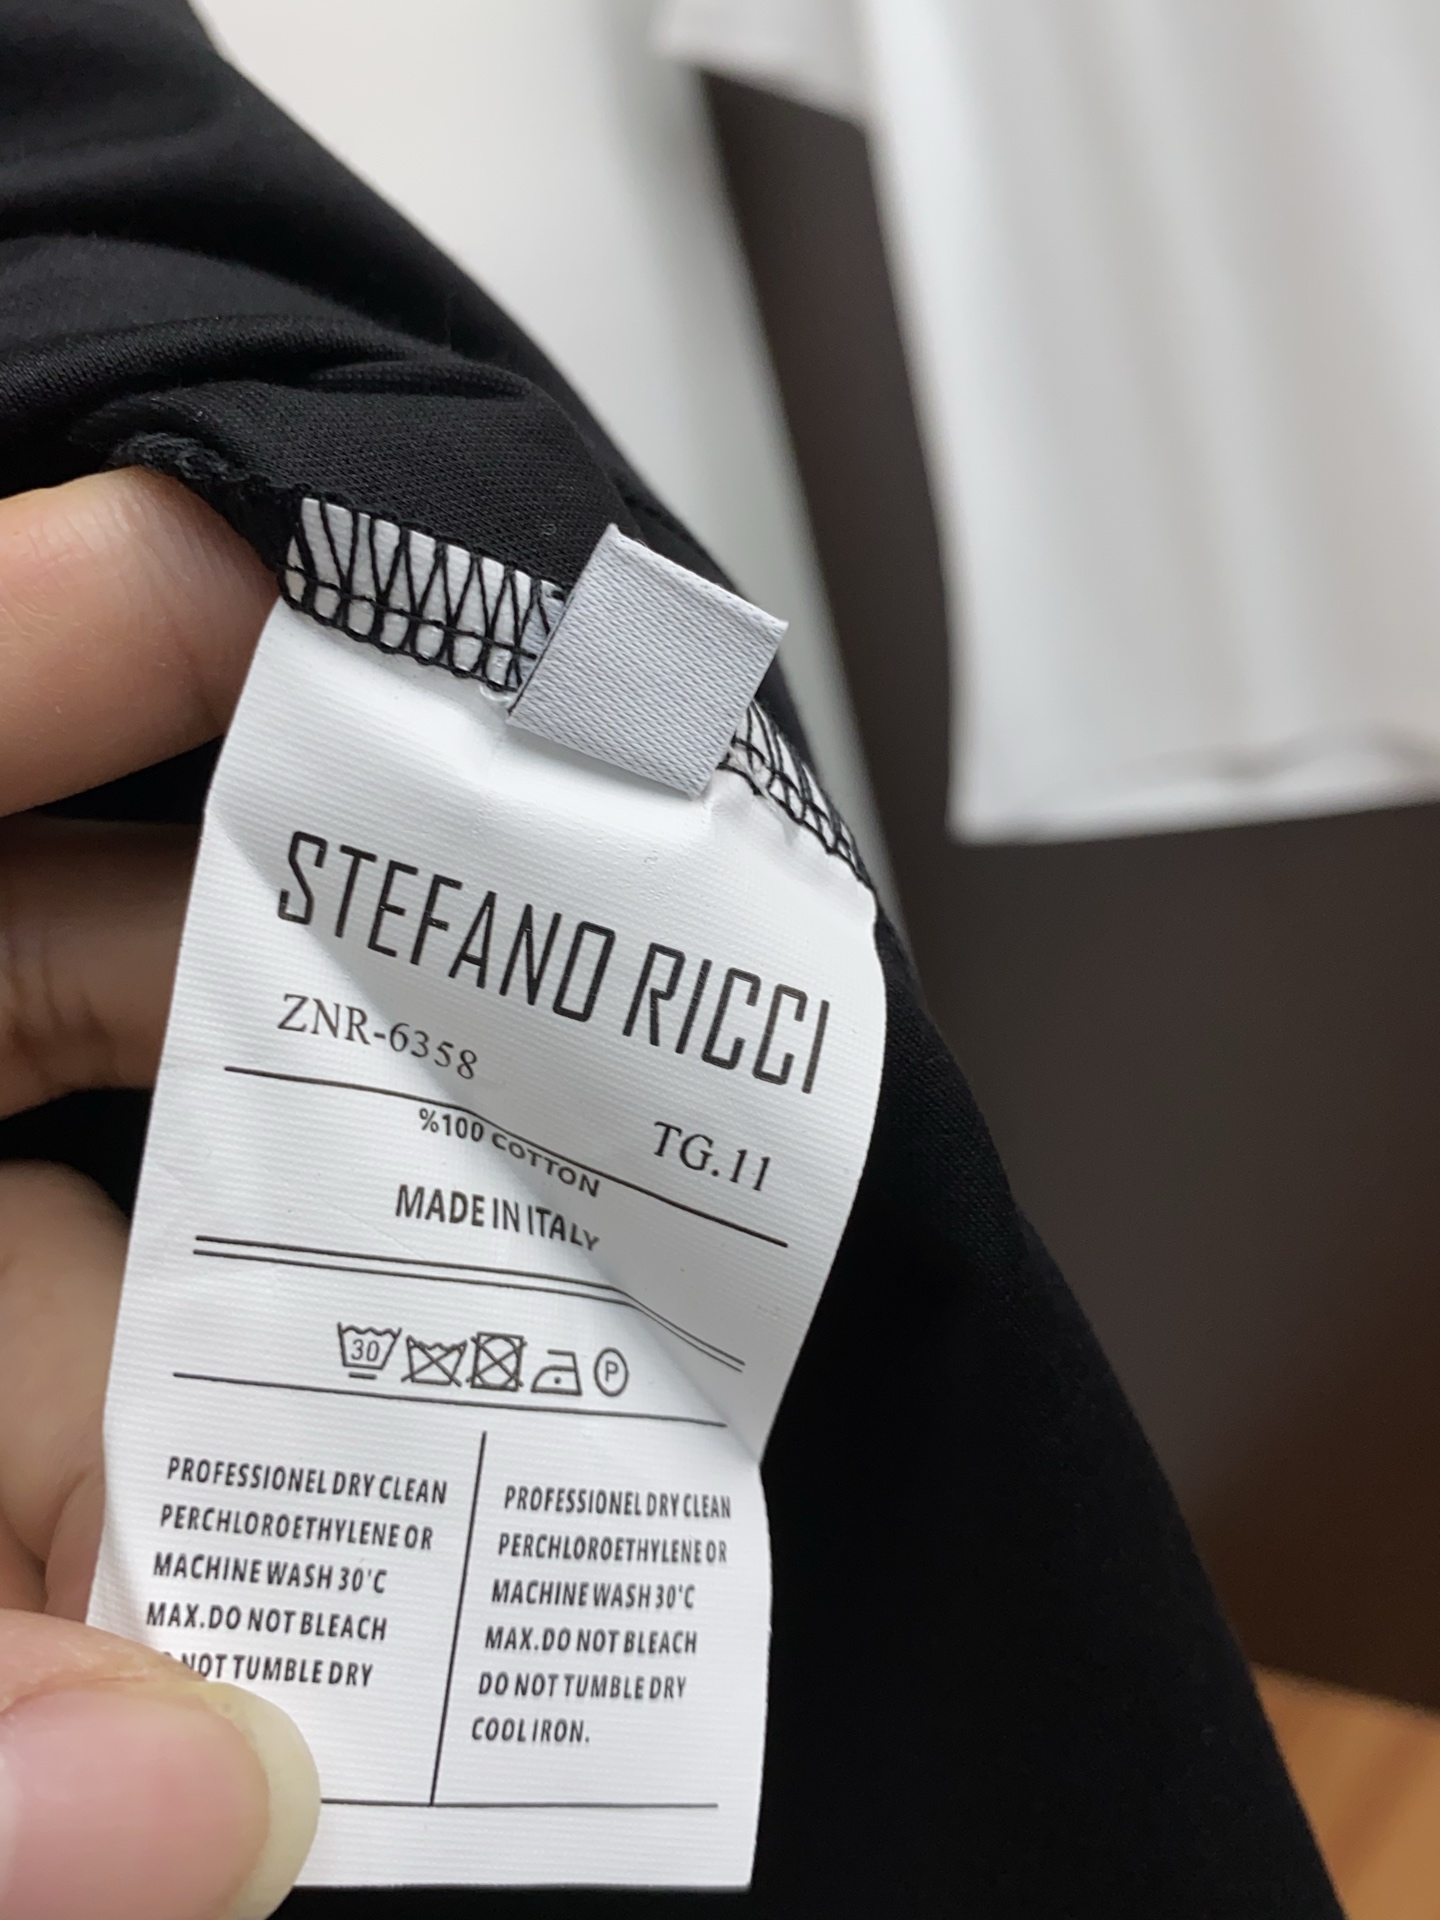 STEFANO RICCI
ZNR-6358
TG.11
%100 COTTON
MADE IN ITALY
30
P
PROFESSIONEL DRY CLEAN
PERCHLOROETHYLENE OR
MACHINE WASH 30'C
MAX.DO NOT BLEACH
NOT TUMBLE DRY
PROFESSIONEL DRY CLEAN
PERCHLOROETHYLENE OR
MACHINE WASH 30'C
MAX.DO NOT BLEACH
DO NOT TUMBLE DRY
COOL IRON.